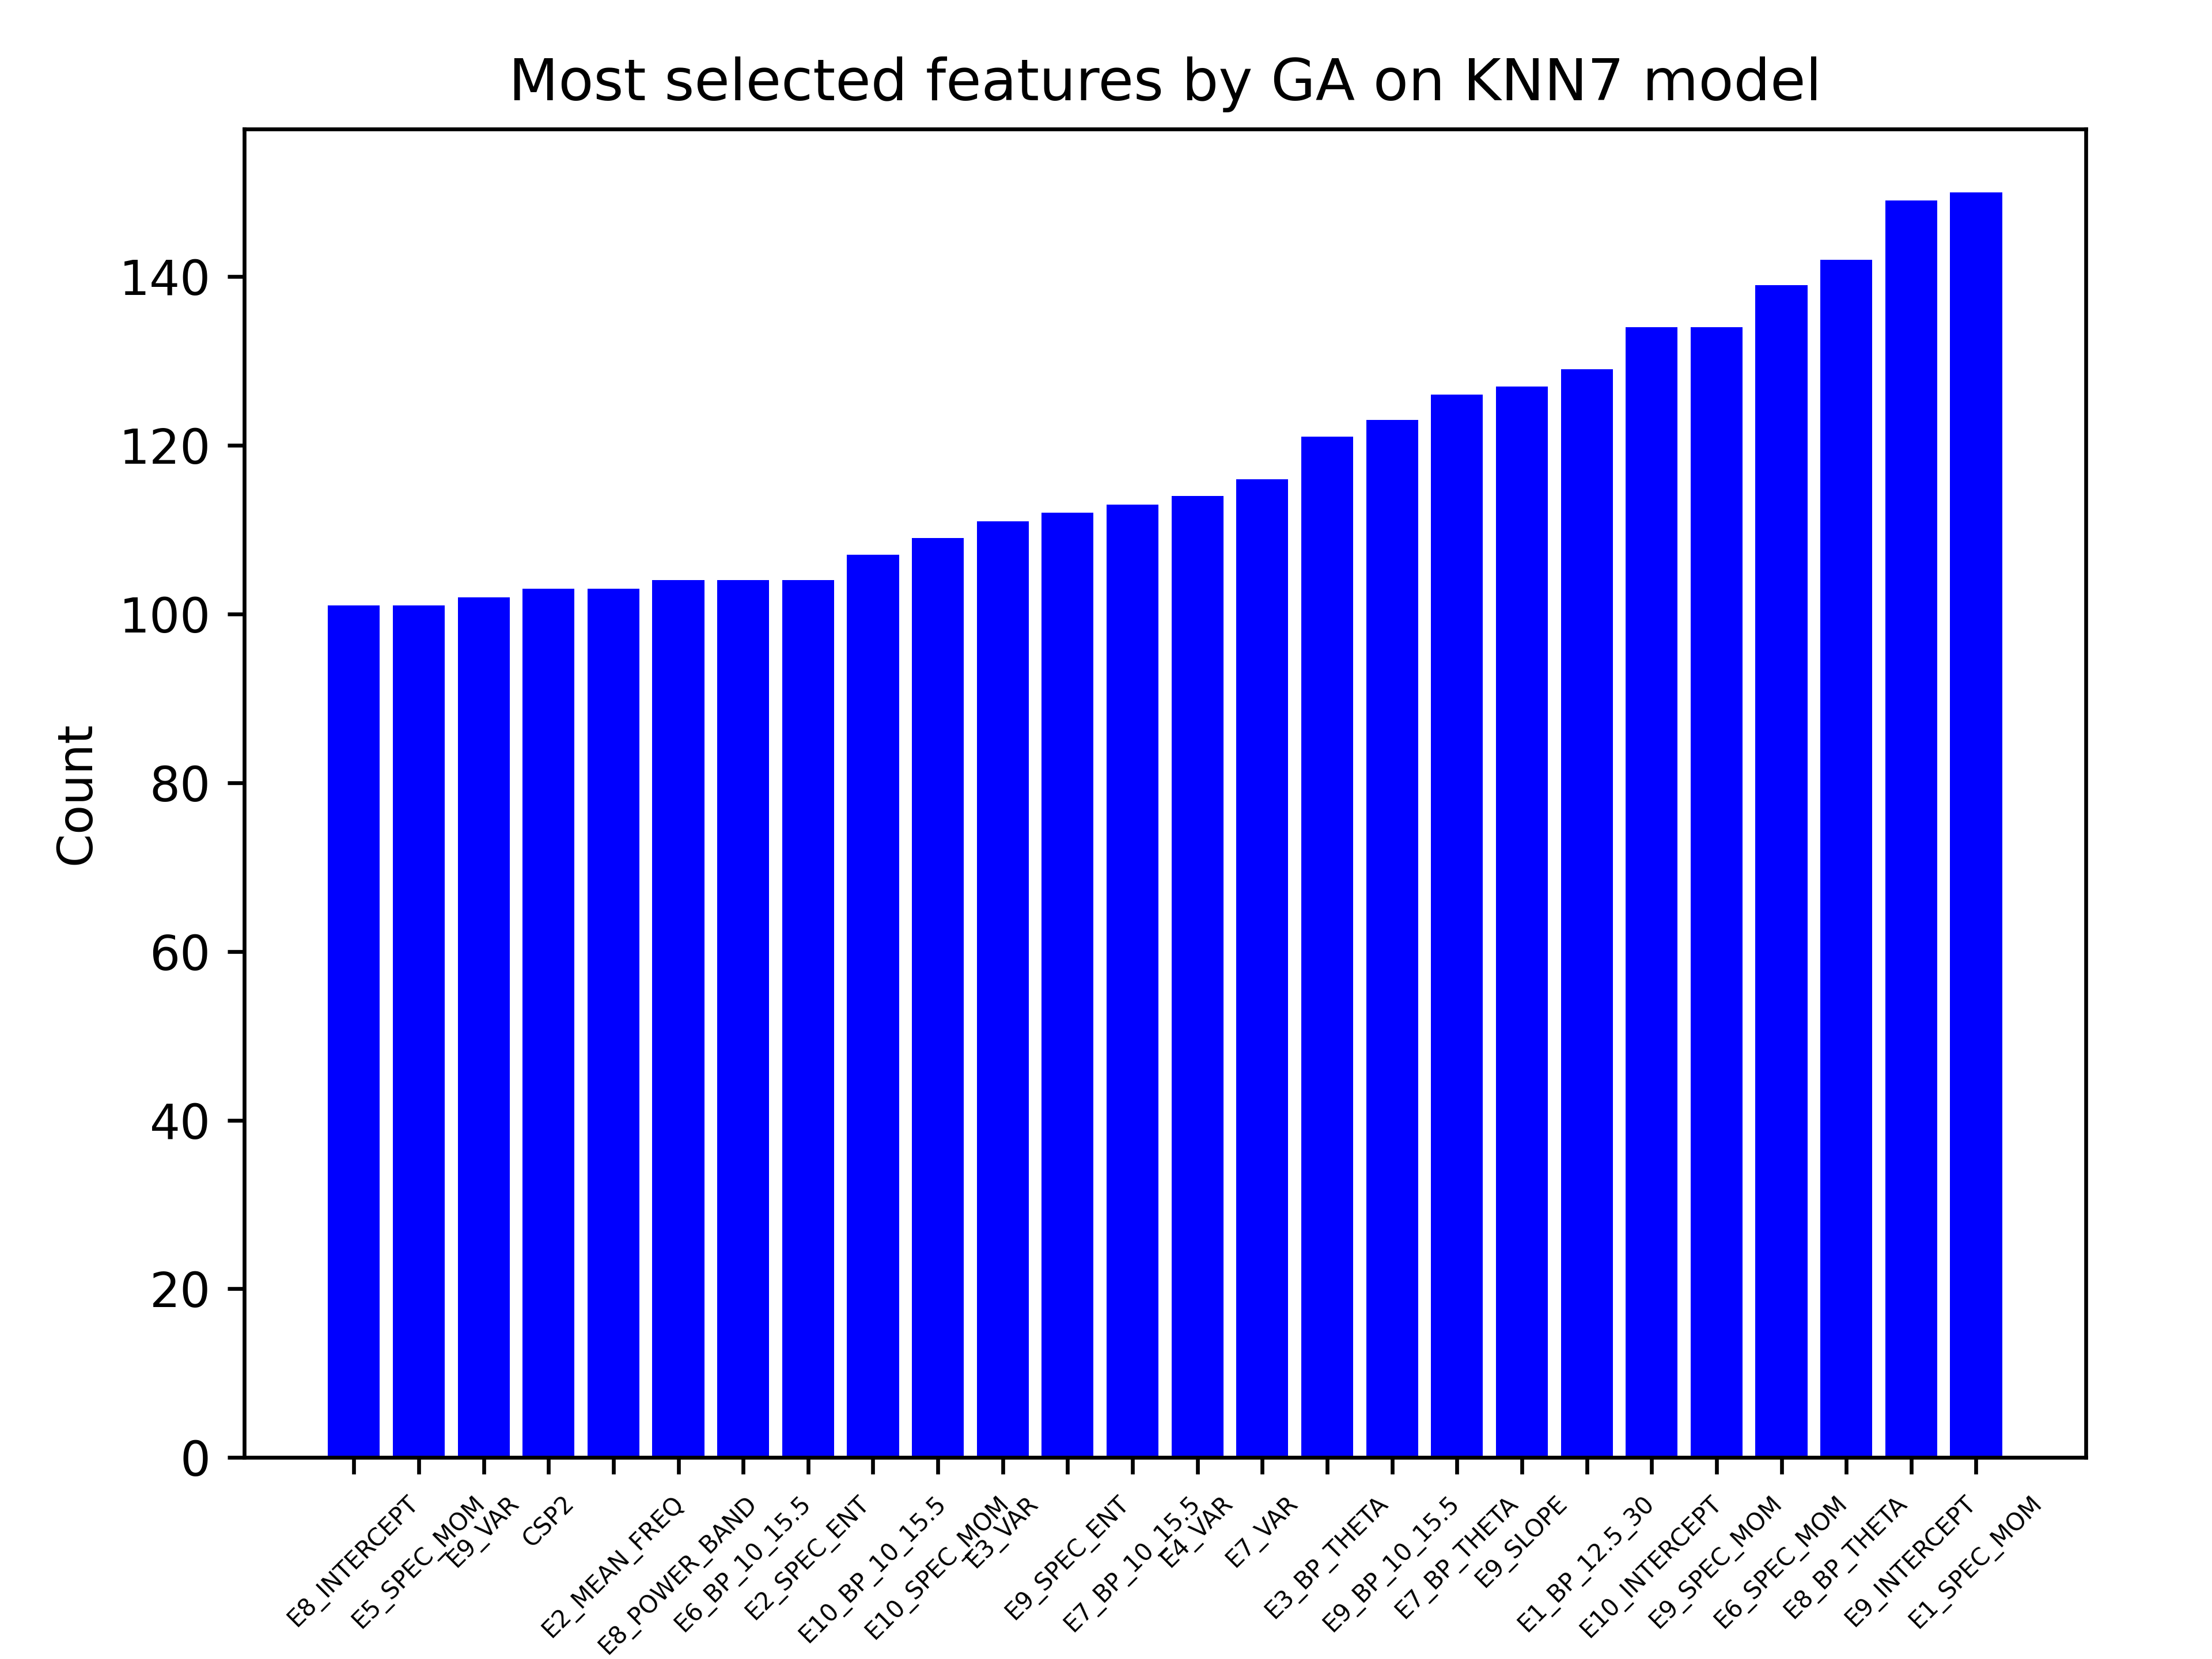 Most selected features by GA on KNN7 model
140
120
100
80
60
40
20
0
Count
E8_INTERCEPT
E5_SPEC_MOM
E9_VAR
CSP2
E2_MEAN_FREQ
E8_POWER_BAND
E6_BP_10_15.5
E2_SPEC_ENT
E10_BP_10_15.5
E10_SPEC_MOM
E3_VAR
E9_SPEC_ENT
E7_BP_10_15.5
E4_VAR
E7_VAR
E3_BP_THETA
E9_BP_10_15.5
E7_BP_THETA
E9_SLOPE
E1_BP_12.5_30
E10_INTERCEPT
E9_SPEC_MOM
E6_SPEC_MOM
E8_BP_THETA
E9_INTERCEPT
E1_SPEC_MOM